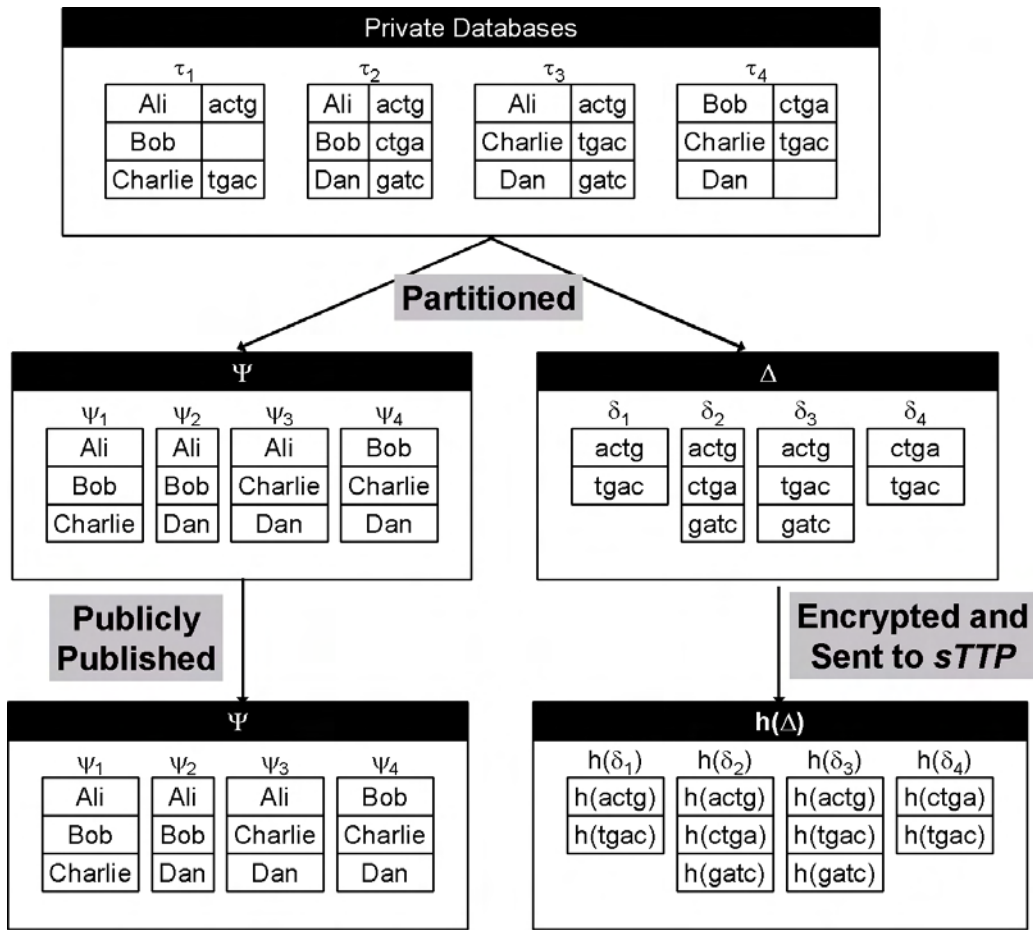 Private Databases
τ₁ τ₂ τ₃ τ₄
Ali actg Ali actg Ali actg Bob ctga
Bob Bob ctga Charlie tgac Charlie tgac
Charlie tgac Dan gatc Dan gatc Dan
Partitioned
Ψ Δ
ψ₁ ψ₂ ψ₃ ψ₄ δ₁ δ₂ δ₃ δ₄
Ali Ali Ali Bob actg actg actg ctga
Bob Bob Charlie Charlie tgac ctga tgac tgac
Charlie Dan Dan Dan gatc gatc
Publicly
Published
Encrypted and
Sent to sTTP
Ψ h(Δ)
ψ₁ ψ₂ ψ₃ ψ₄ h(δ₁) h(δ₂) h(δ₃) h(δ₄)
Ali Ali Ali Bob h(actg) h(actg) h(actg) h(ctga)
Bob Bob Charlie Charlie h(tgac) h(ctga) h(tgac) h(tgac)
Charlie Dan Dan Dan h(gatc) h(gatc)